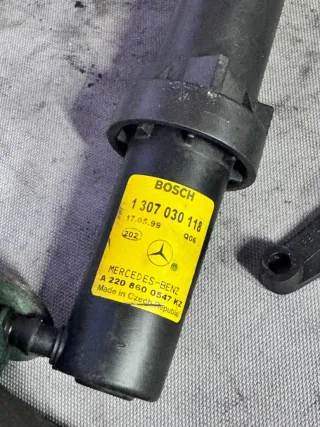 BOSCH
1 307 030 118
17.05.99 Q06
202
MERCEDES-BENZ
A 220 860 0547 KZ
Made in Czech Republic